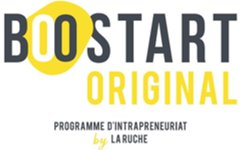 BOOSTART
ORIGINAL
PROGRAMME D'INTRAPRENEURIAT
by LA RUCHE